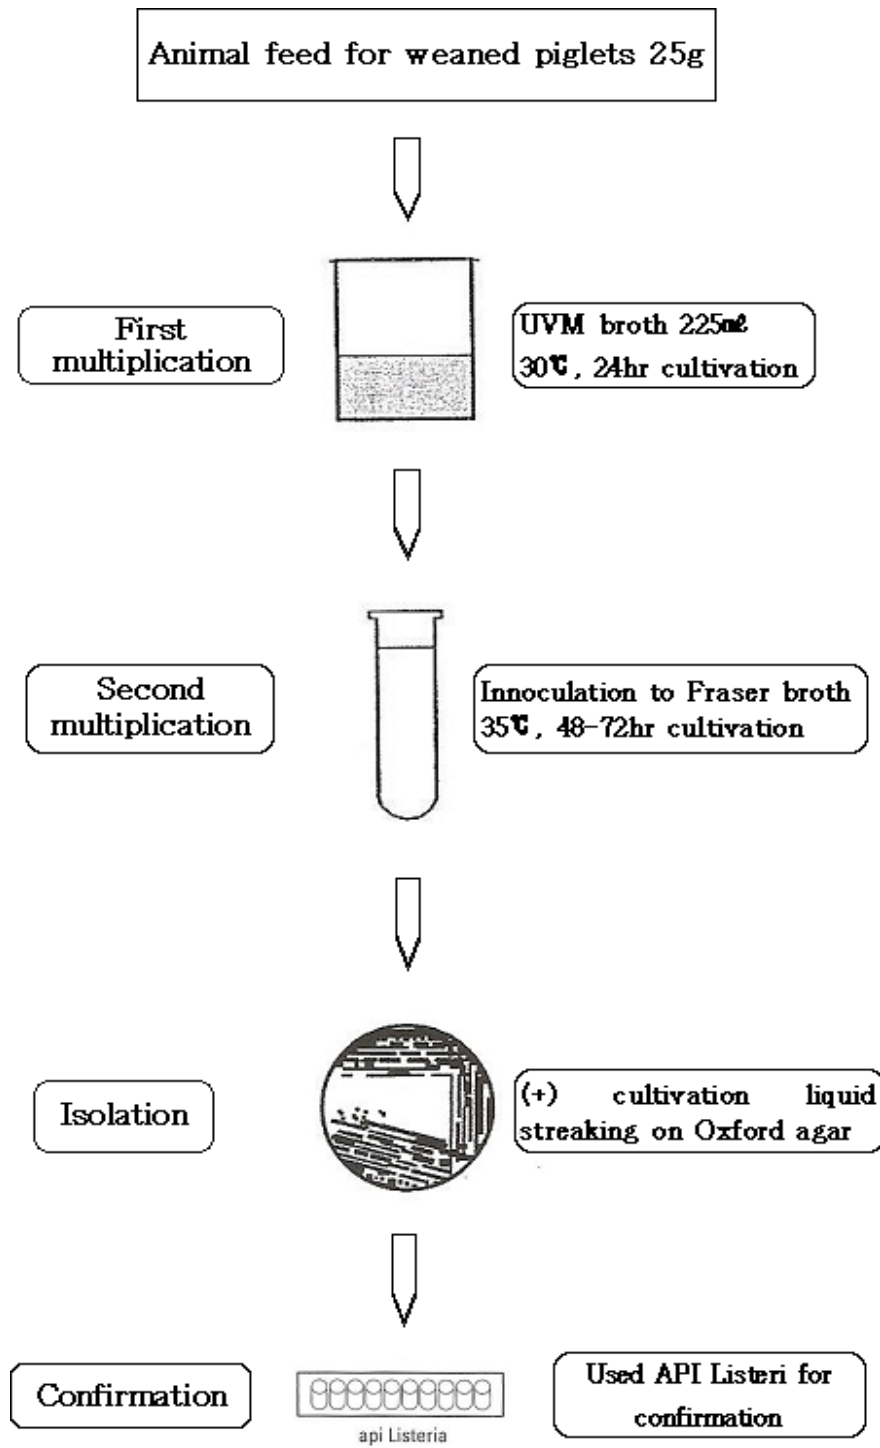 Animal feed for weaned piglets 25g
First
multiplication
UVM broth 225㎖
30℃, 24hr cultivation
Second
multiplication
Innoculation to Fraser broth
35℃, 48-72hr cultivation
Isolation
(+) cultivation liquid
streaking on Oxford agar
Confirmation
api Listeria
Used API Listeri for
confirmation